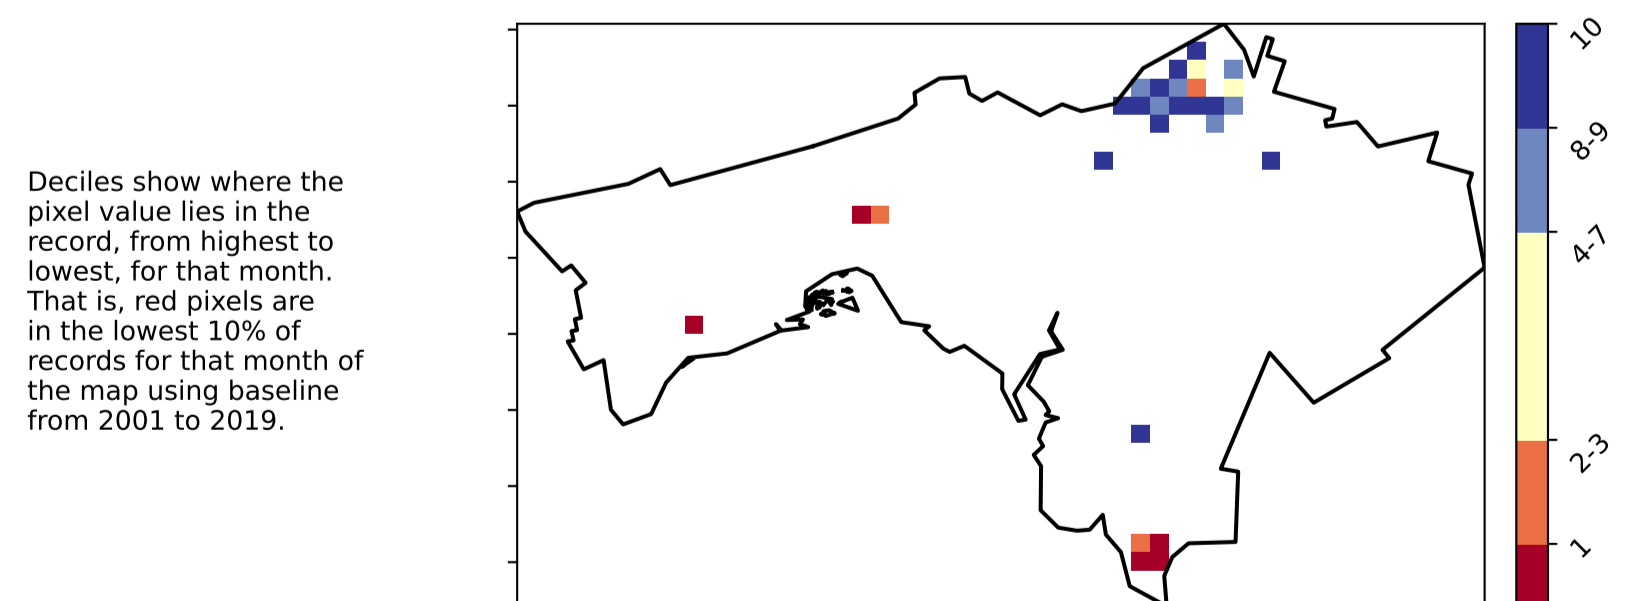 Deciles show where the
pixel value lies in the
record, from highest to
lowest, for that month.
That is, red pixels are
in the lowest 10% of
records for that month of
the map using baseline
from 2001 to 2019.
10
8-9
4-7
2-3
1